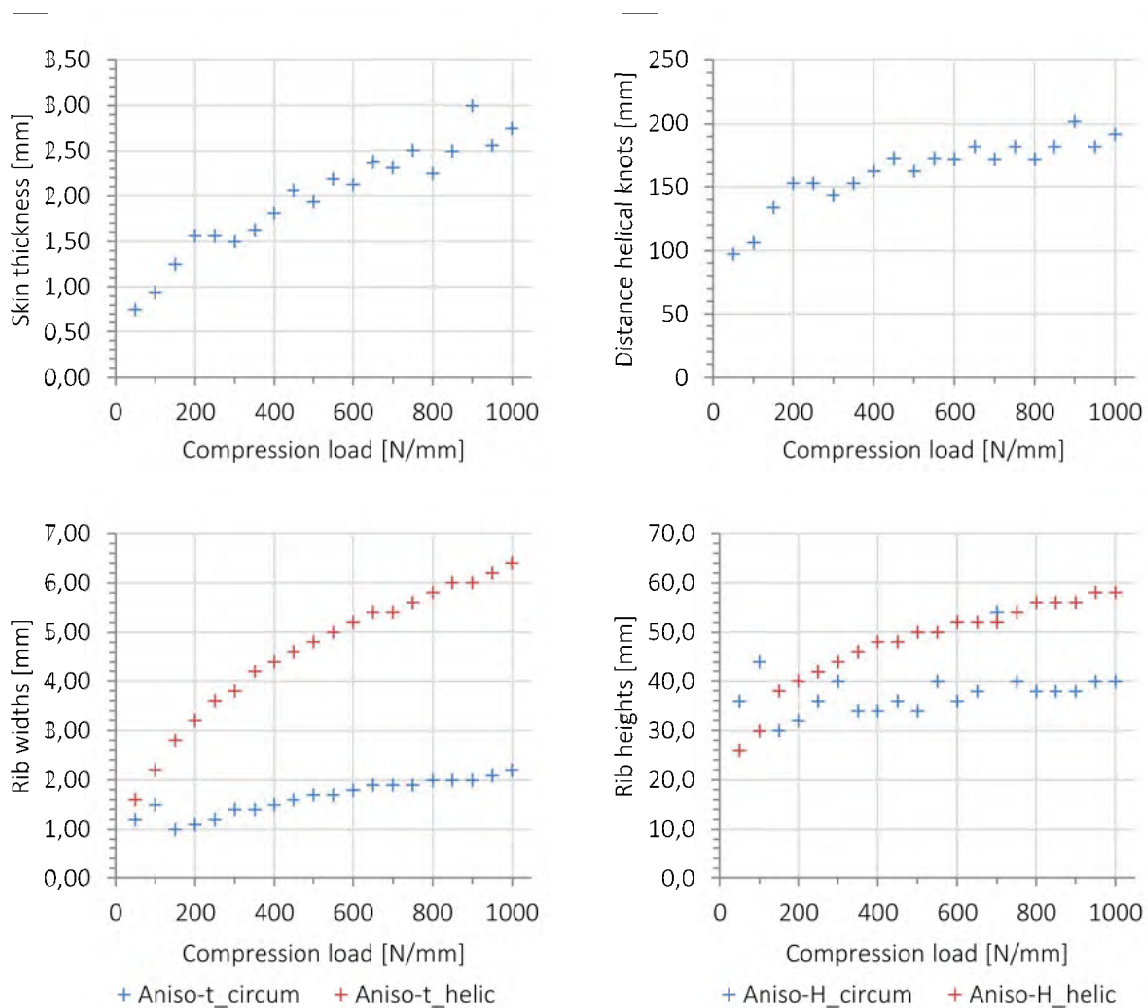 Skin thickness [mm]
3,50
3,00
2,50
2,00
1,50
1,00
0,50
0,00
0 200 400 600 800 1000
Compression load [N/mm]
Distance helical knots [mm]
250
200
150
100
50
0
0 200 400 600 800 1000
Compression load [N/mm]
Rib widths [mm]
7,00
6,00
5,00
4,00
3,00
2,00
1,00
0,00
0 200 400 600 800 1000
Compression load [N/mm]
Aniso-t_circum Aniso-t_helic
Rib heights [mm]
70,0
60,0
50,0
40,0
30,0
20,0
10,0
0,0
0 200 400 600 800 1000
Compression load [N/mm]
Aniso-H_circum Aniso-H_helic